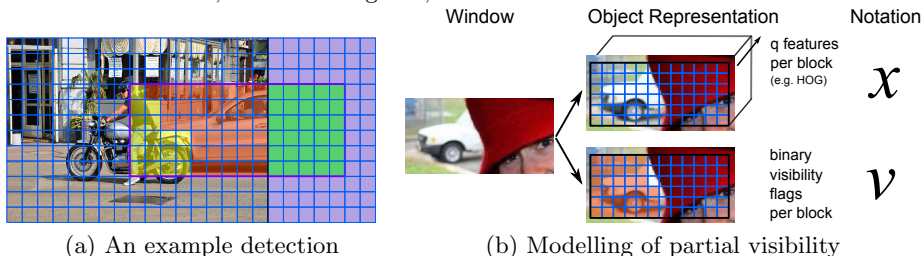 Window
Object Representation
Notation
q features
per block
(e.g. HOG)
x
binary
visibility
flags
per block
v
(a) An example detection
(b) Modelling of partial visibility